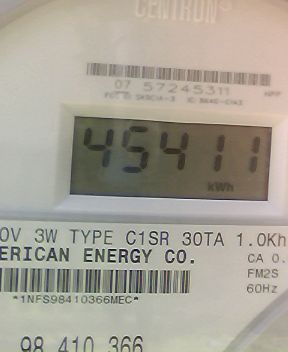 CENTRON®
07 57245311
45411
kWh
0V 3W TYPE C1SR 30TA 1.0Kh
ERICAN ENERGY CO.
CA 0.
FM2S
60Hz
*1NFS98410366MEC*
98 410 366